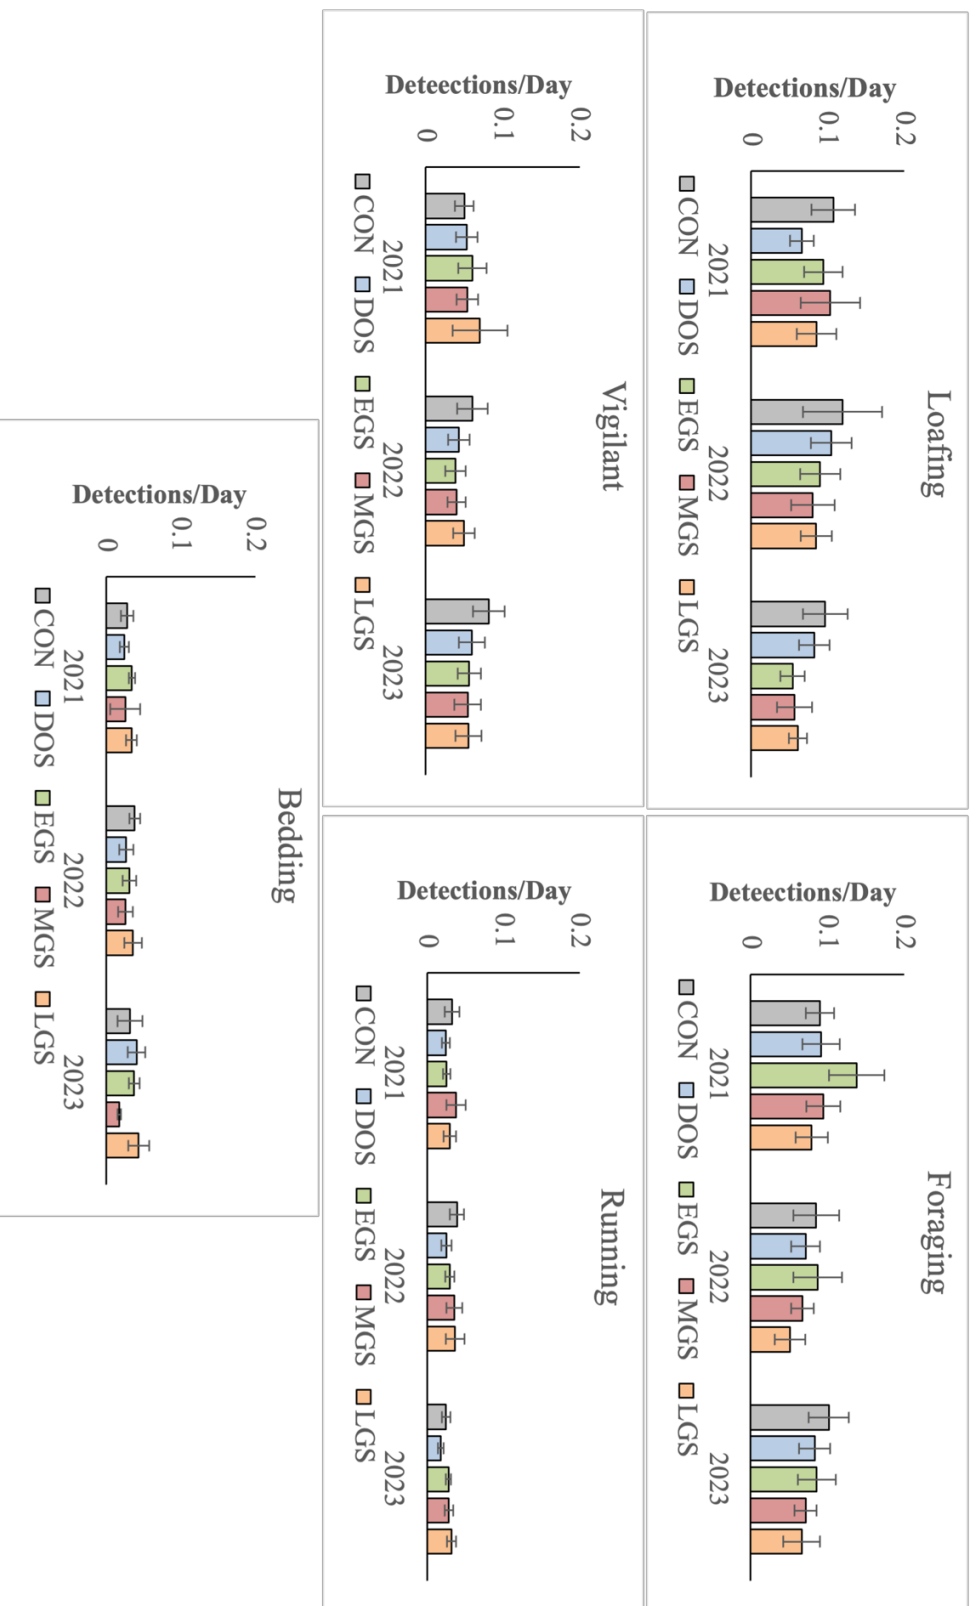 Loafing
Detections/Day
0.2
0.1
0
2021 2022 2023
CON DOS EGS MGS LGS
Foraging
Deteections/Day
0.2
0.1
0
2021 2022 2023
CON DOS EGS MGS LGS
Vigilant
Deteections/Day
0.2
0.1
0
2021 2022 2023
CON DOS EGS MGS LGS
Running
Detections/Day
0.2
0.1
0
2021 2022 2023
CON DOS EGS MGS LGS
Bedding
Detections/Day
0.2
0.1
0
2021 2022 2023
CON DOS EGS MGS LGS